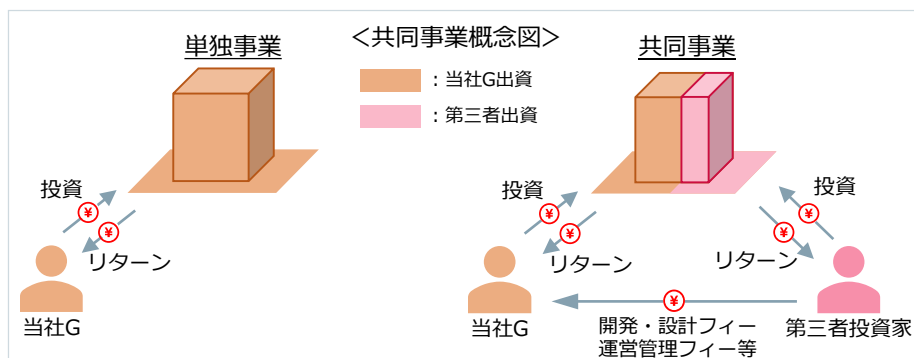 単独事業
<共同事業概念図>
:当社G出資
:第三者出資
共同事業
投資
¥
¥
リターン
当社G
投資
¥
¥
リターン
当社G
投資
¥
¥
リターン
第三者投資家
¥
開発・設計フィー
運営管理フィー等